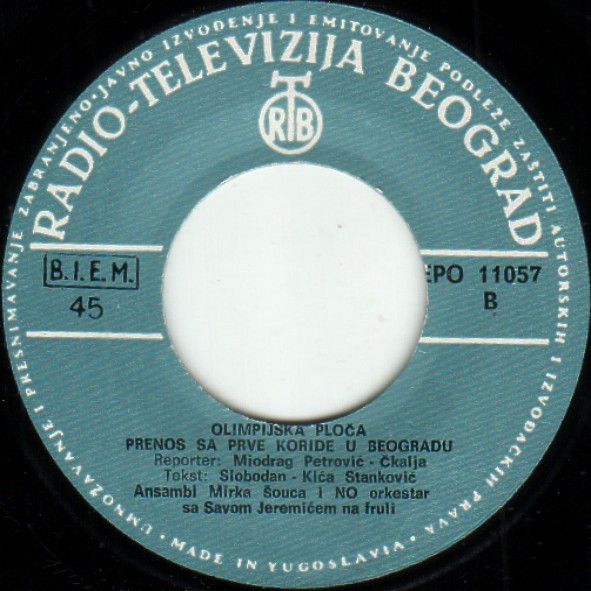 UMNOŽAVANJE I PRESNIMAVANJE ZABRANJENO · JAVNO IZVOĐENJE I EMITOVANJE PODLEŽE ZAŠTITI AUTORSKIH I IZVOĐAČKIH PRAVA ·
RADIO-TELEVIZIJA BEOGRAD
RTB
B.I.E.M.
45
EPO 11057
B
OLIMPIJSKA PLOČA
PRENOS SA PRVE KORIDE U BEOGRADU
Reporter: Miodrag Petrović - Čkalja
Tekst: Slobodan - Kića Stanković
Ansambl Mirka Šouca i NO orkestar
sa Savom Jeremićem na fruli
· MADE IN YUGOSLAVIA ·